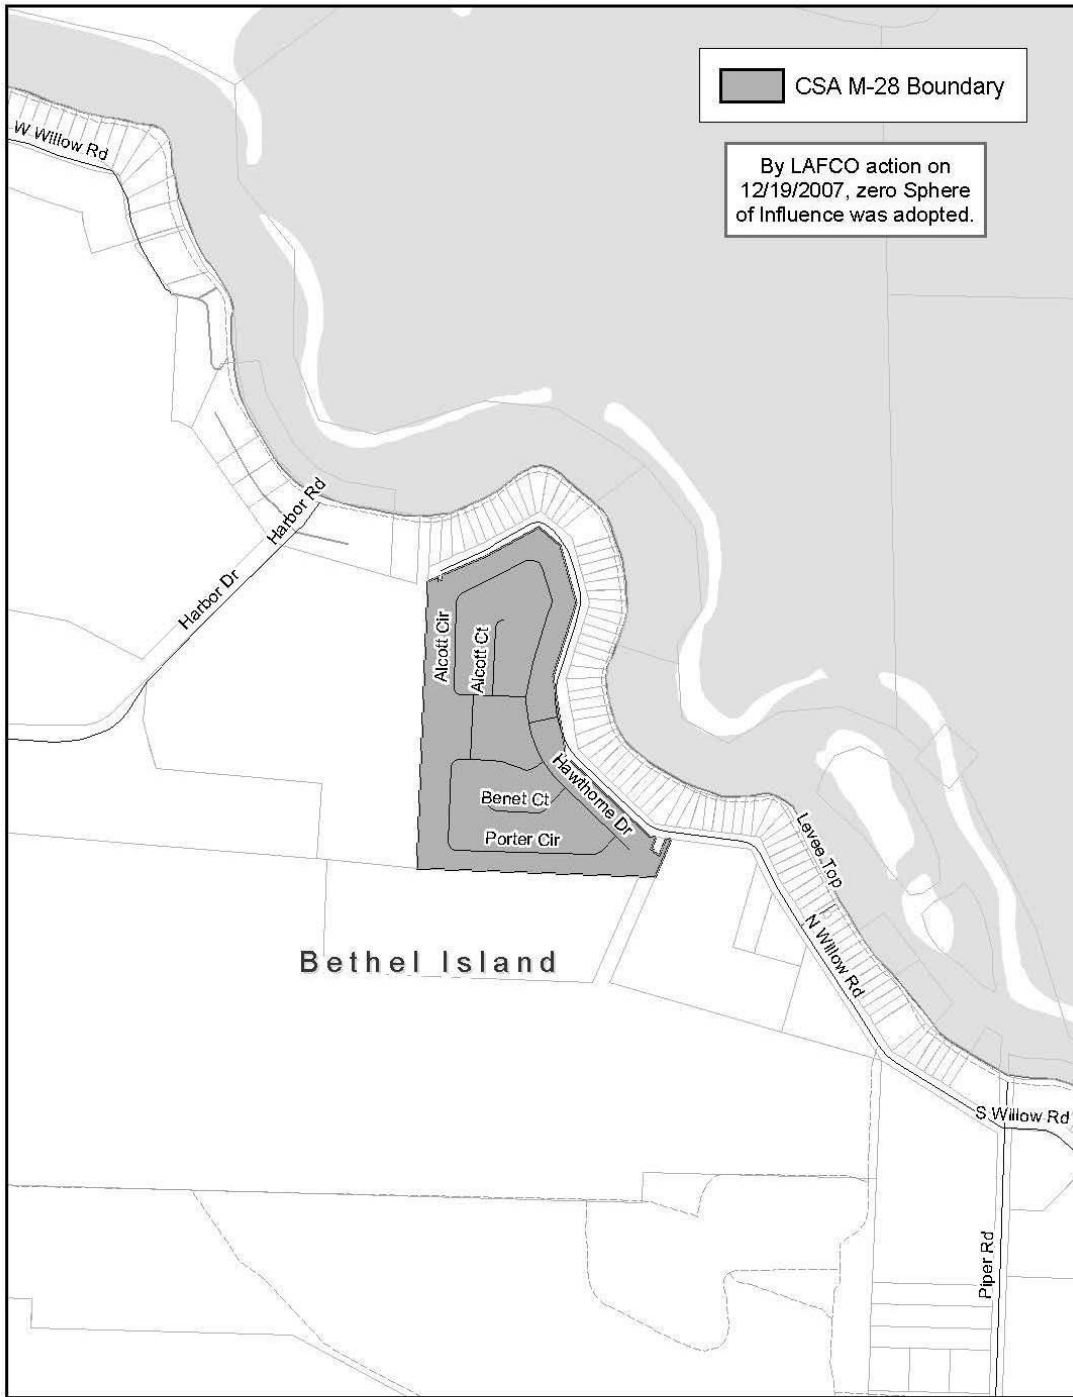 CSA M-28 Boundary
By LAFCO action on
12/19/2007, zero Sphere
of Influence was adopted.
W Willow Rd
Harbor Rd
Harbor Dr
Alcott Cir
Alcott Ct
Hawthorne Dr
Benet Ct
Porter Cir
Levee Top
N Willow Rd
Bethel Island
S Willow Rd
Piper Rd